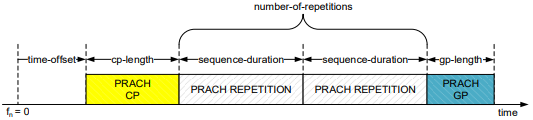 number-of-repetitions
time-offset cp-length sequence-duration sequence-duration gp-length
PRACH CP PRACH REPETITION PRACH REPETITION PRACH GP
fn = 0 time